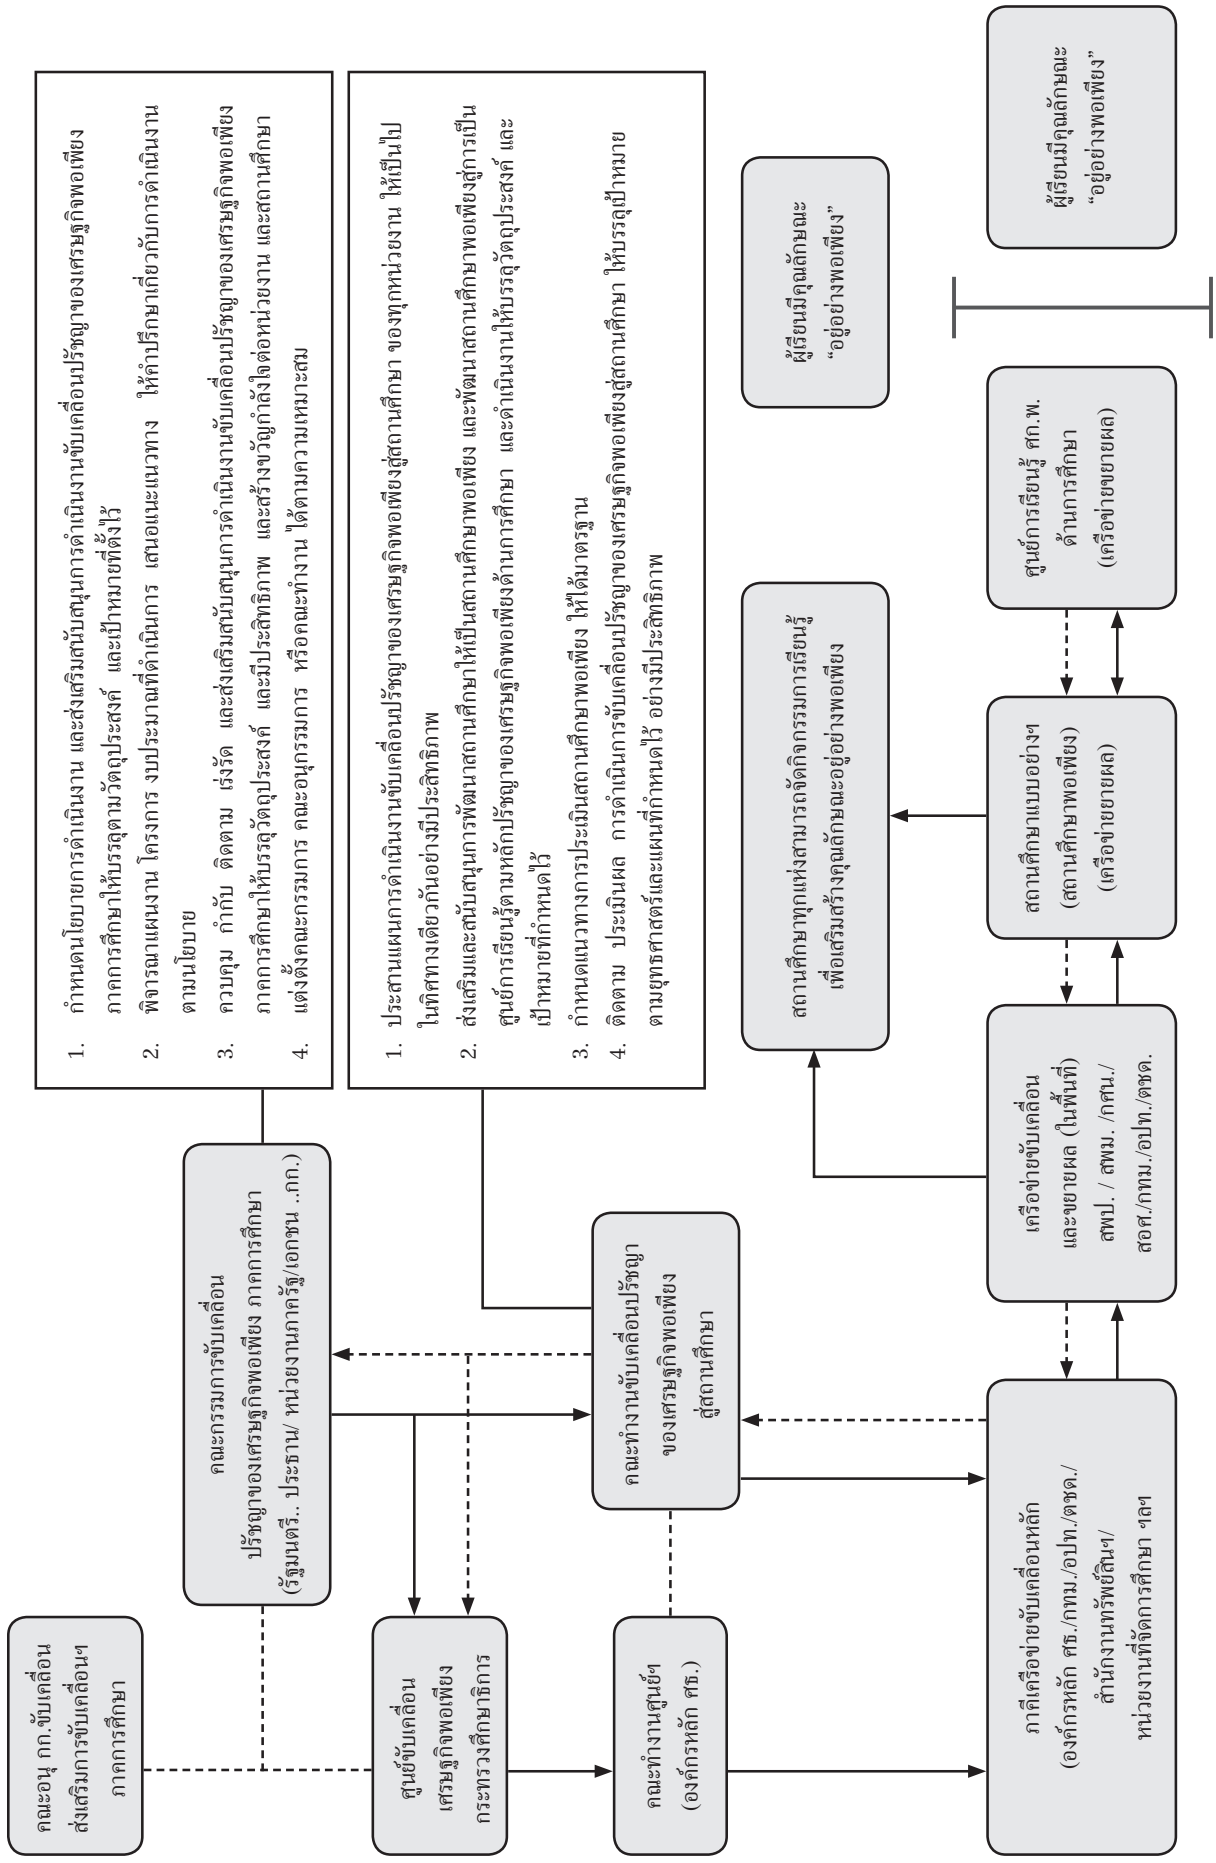 คณะอนุ กก.ขับเคลื่อน
ส่งเสริมการขับเคลื่อนฯ
ภาคการศึกษา
คณะกรรมการขับเคลื่อน
ปรัชญาของเศรษฐกิจพอเพียง ภาคการศึกษา
(รัฐมนตรี.. ประธาน/ หน่วยงานภาครัฐ/เอกชน ..กก.)
1. กำหนดนโยบายการดำเนินงาน และส่งเสริมสนับสนุนการดำเนินงานขับเคลื่อนปรัชญาของเศรษฐกิจพอเพียง
ภาคการศึกษาให้บรรลุตามวัตถุประสงค์ และเป้าหมายที่ตั้งไว้
2. พิจารณาแผนงาน โครงการ งบประมาณที่ดำเนินการ เสนอแนะแนวทาง ให้คำปรึกษาเกี่ยวกับการดำเนินงาน
ตามนโยบาย
3. ควบคุม กำกับ ติดตาม เร่งรัด และส่งเสริมสนับสนุนการดำเนินงานขับเคลื่อนปรัชญาของเศรษฐกิจพอเพียง
ภาคการศึกษาให้บรรลุวัตถุประสงค์ และมีประสิทธิภาพ และสร้างขวัญกำลังใจต่อหน่วยงาน และสถานศึกษา
4. แต่งตั้งคณะกรรมการ คณะอนุกรรมการ หรือคณะทำงาน ได้ตามความเหมาะสม
ศูนย์ขับเคลื่อน
เศรษฐกิจพอเพียง
กระทรวงศึกษาธิการ
1. ประสานแผนการดำเนินงานขับเคลื่อนปรัชญาของเศรษฐกิจพอเพียงสู่สถานศึกษา ของทุกหน่วยงาน ให้เป็นไป
ในทิศทางเดียวกันอย่างมีประสิทธิภาพ
2. ส่งเสริมและสนับสนุนการพัฒนาสถานศึกษาให้เป็นสถานศึกษาพอเพียง และพัฒนาสถานศึกษาพอเพียงสู่การเป็น
ศูนย์การเรียนรู้ตามหลักปรัชญาของเศรษฐกิจพอเพียงด้านการศึกษา และดำเนินงานให้บรรลุวัตถุประสงค์ และ
เป้าหมายที่กำหนดไว้
3. กำหนดแนวทางการประเมินสถานศึกษาพอเพียง ให้ได้มาตรฐาน
4. ติดตาม ประเมินผล การดำเนินการขับเคลื่อนปรัชญาของเศรษฐกิจพอเพียงสู่สถานศึกษา ให้บรรลุเป้าหมาย
ตามยุทธศาสตร์และแผนที่กำหนดไว้ อย่างมีประสิทธิภาพ
คณะทำงานศูนย์ฯ
(องค์กรหลัก ศธ.)
คณะทำงานขับเคลื่อนปรัชญา
ของเศรษฐกิจพอเพียง
สู่สถานศึกษา
สถานศึกษาทุกแห่งสามารถจัดกิจกรรมการเรียนรู้
เพื่อเสริมสร้างคุณลักษณะอยู่อย่างพอเพียง
ผู้เรียนมีคุณลักษณะ
“อยู่อย่างพอเพียง”
ภาคีเครือข่ายขับเคลื่อนหลัก
(องค์กรหลัก ศธ./กทม./อปท./ตชด./
สำนักงานทรัพย์สินฯ/
หน่วยงานที่จัดการศึกษา ฯลฯ
เครือข่ายขับเคลื่อน
และขยายผล (ในพื้นที่)
สพป. / สพม. /กศน./
สอศ./กทม./อปท./ตชด.
สถานศึกษาแบบอย่างฯ
(สถานศึกษาพอเพียง)
(เครือข่ายขยายผล)
ศูนย์การเรียนรู้ ศก.พ.
ด้านการศึกษา
(เครือข่ายขยายผล)
ผู้เรียนมีคุณลักษณะ
“อยู่อย่างพอเพียง”